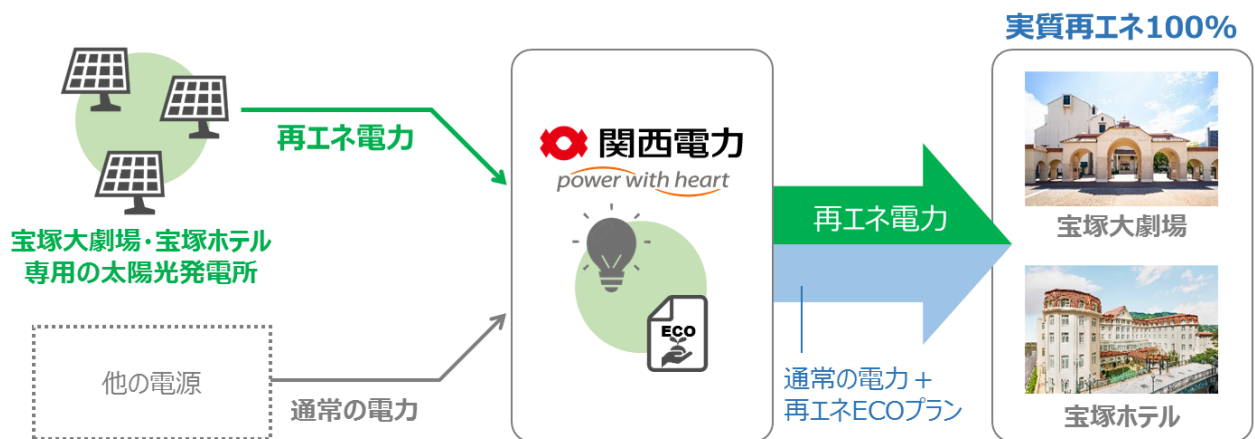 実質再エネ100%
再エネ電力
宝塚大劇場・宝塚ホテル
専用の太陽光発電所
他の電源
通常の電力
関西電力
power with heart
ECO
再エネ電力
通常の電力+
再エネECOプラン
宝塚大劇場
宝塚ホテル